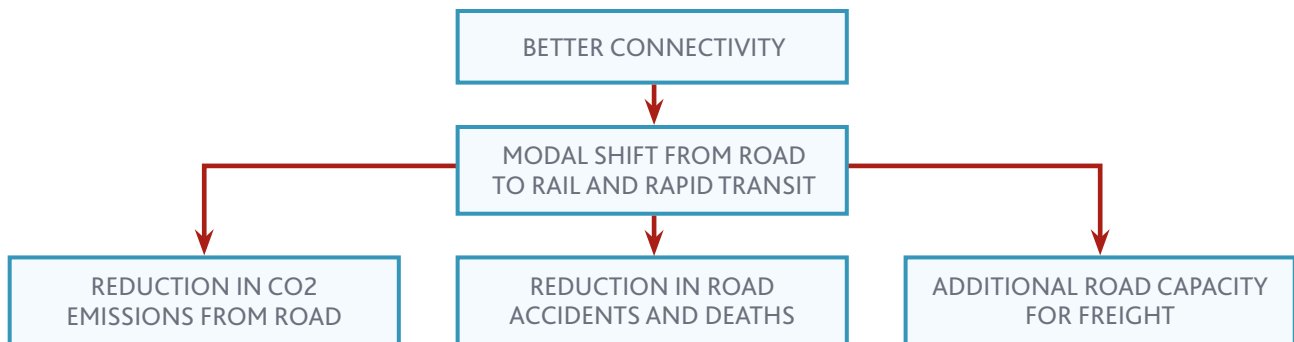 BETTER CONNECTIVITY
MODAL SHIFT FROM ROAD
TO RAIL AND RAPID TRANSIT
REDUCTION IN CO2
EMISSIONS FROM ROAD
REDUCTION IN ROAD
ACCIDENTS AND DEATHS
ADDITIONAL ROAD CAPACITY
FOR FREIGHT